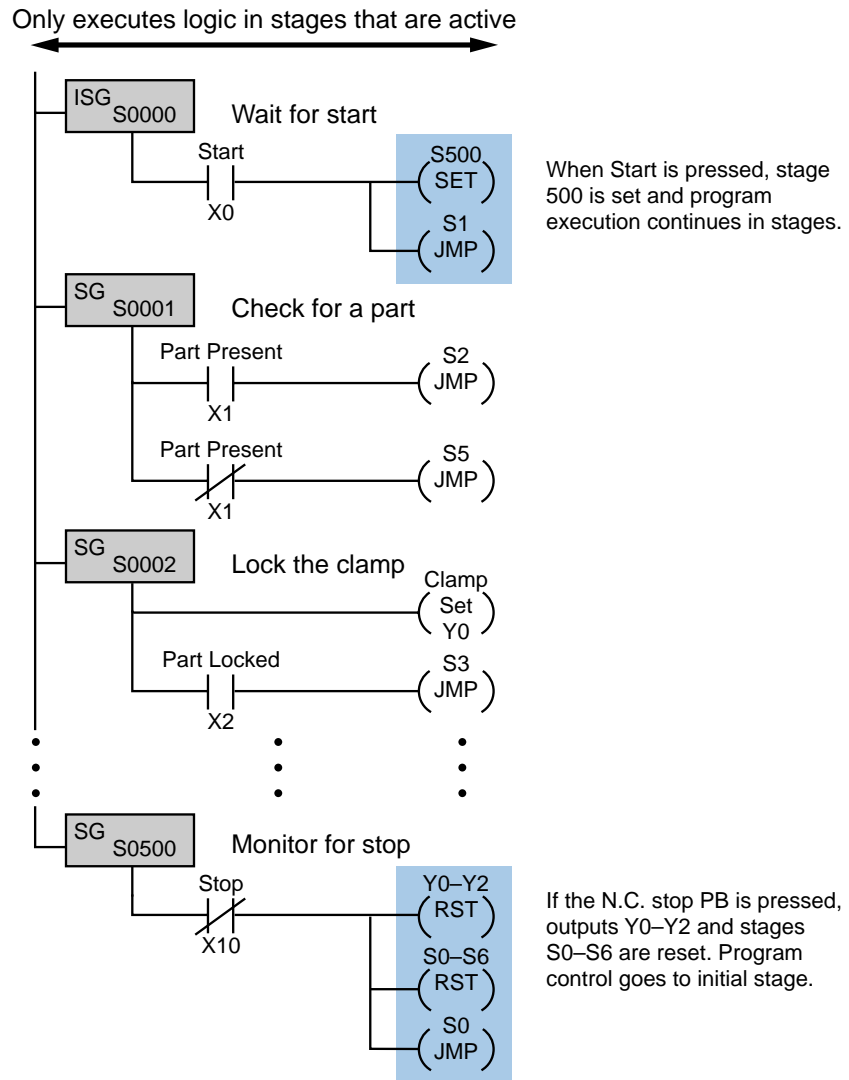 Only executes logic in stages that are active
ISG
S0000
Wait for start
Start
X0
S500
SET
S1
JMP
When Start is pressed, stage
500 is set and program
execution continues in stages.
SG
S0001
Check for a part
Part Present
X1
S2
JMP
Part Present
X1
S5
JMP
SG
S0002
Lock the clamp
Clamp
Set
Y0
Part Locked
X2
S3
JMP
SG
S0500
Monitor for stop
Stop
X10
Y0–Y2
RST
S0–S6
RST
S0
JMP
If the N.C. stop PB is pressed,
outputs Y0–Y2 and stages
S0–S6 are reset. Program
control goes to initial stage.